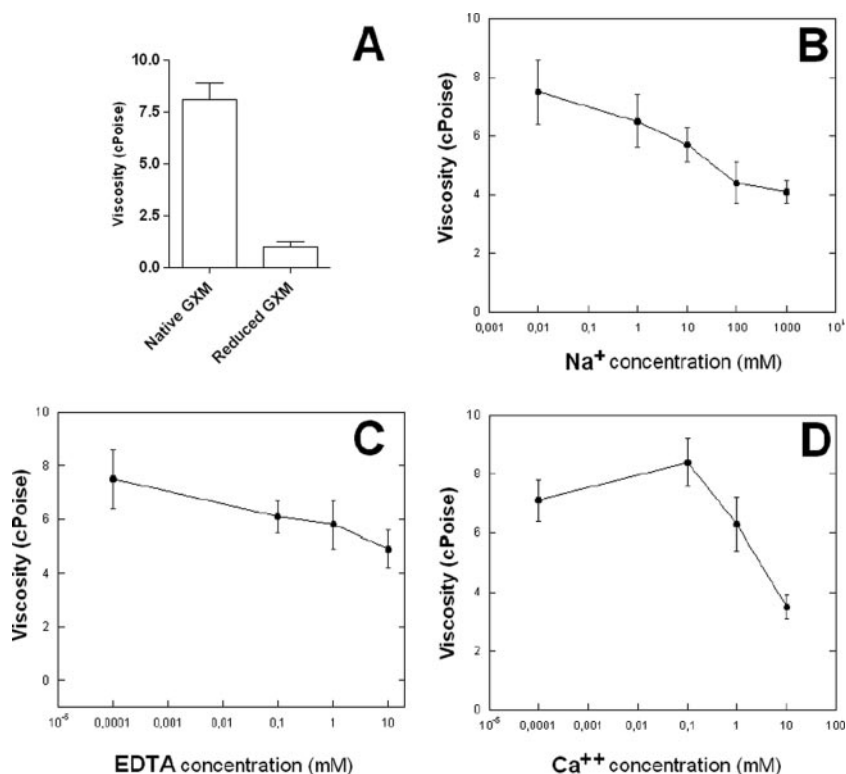 A
Viscosity (cPoise)
10.0
7.5
5.0
2.5
0.0
Native GXM
Reduced GXM
B
Viscosity (cPoise)
10
8
6
4
2
0
0,001 0,01 0,1 1 10 100 1000
Na+ concentration (mM)
C
Viscosity (cPoise)
10
8
6
4
2
0
0,0001 0,001 0,01 0,1 1 10
EDTA concentration (mM)
D
Viscosity (cPoise)
10
8
6
4
2
0
0,0001 0,001 0,01 0,1 1 10 100
Ca++ concentration (mM)